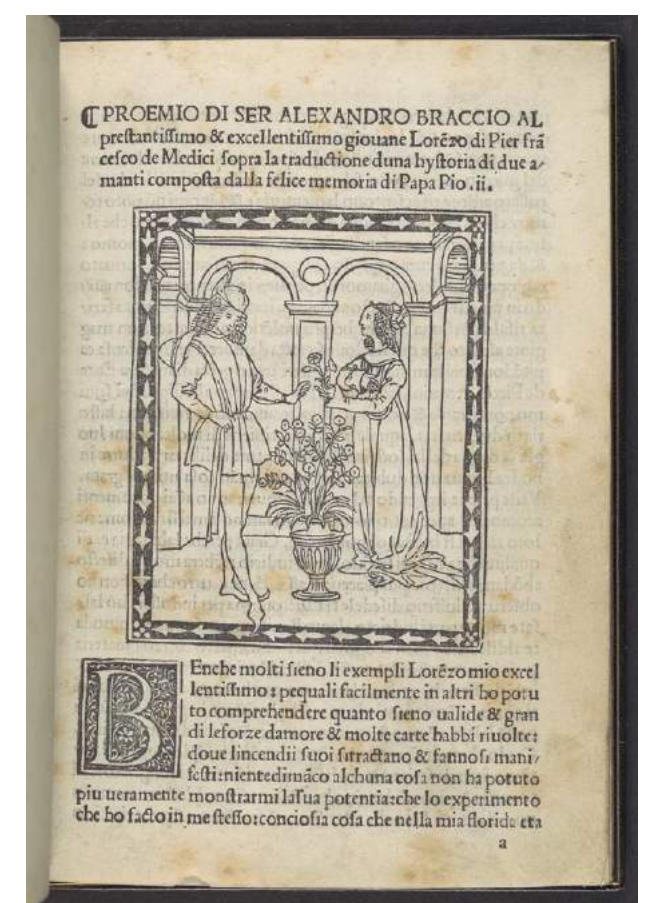 ⁋ PROEMIO DI SER ALEXANDRO BRACCIO AL
preſtantiſſimo & excellentiſſimo giouane Lorēzo di Pier frā
ceſco de Medici ſopra la traductione duna hyſtoria di due a⸗
manti compoſta dalla felice memoria di Papa Pio .ii.
BEnche molti ſieno li exempli Lorēzo mio excel
lentiſſimo: pequali facilmente in altri ho potu
to comprehendere quanto ſieno ualide & gran
di leforze damore & molte carte habbi riuolte:
doue lincendii ſuoi ſitractano & fannoſi mani⸗
feſti: nientedimāco alchuna coſa non ha potuto
piu ueramente monſtrarmi laſua potentia: che lo experimento
che ho facto in me ſteſſo: concioſia coſa che nella mia florida eta
a